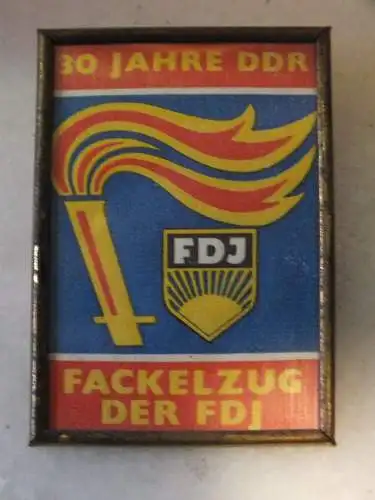 30 JAHRE DDR
FDJ
FACKELZUG
DER FDJ